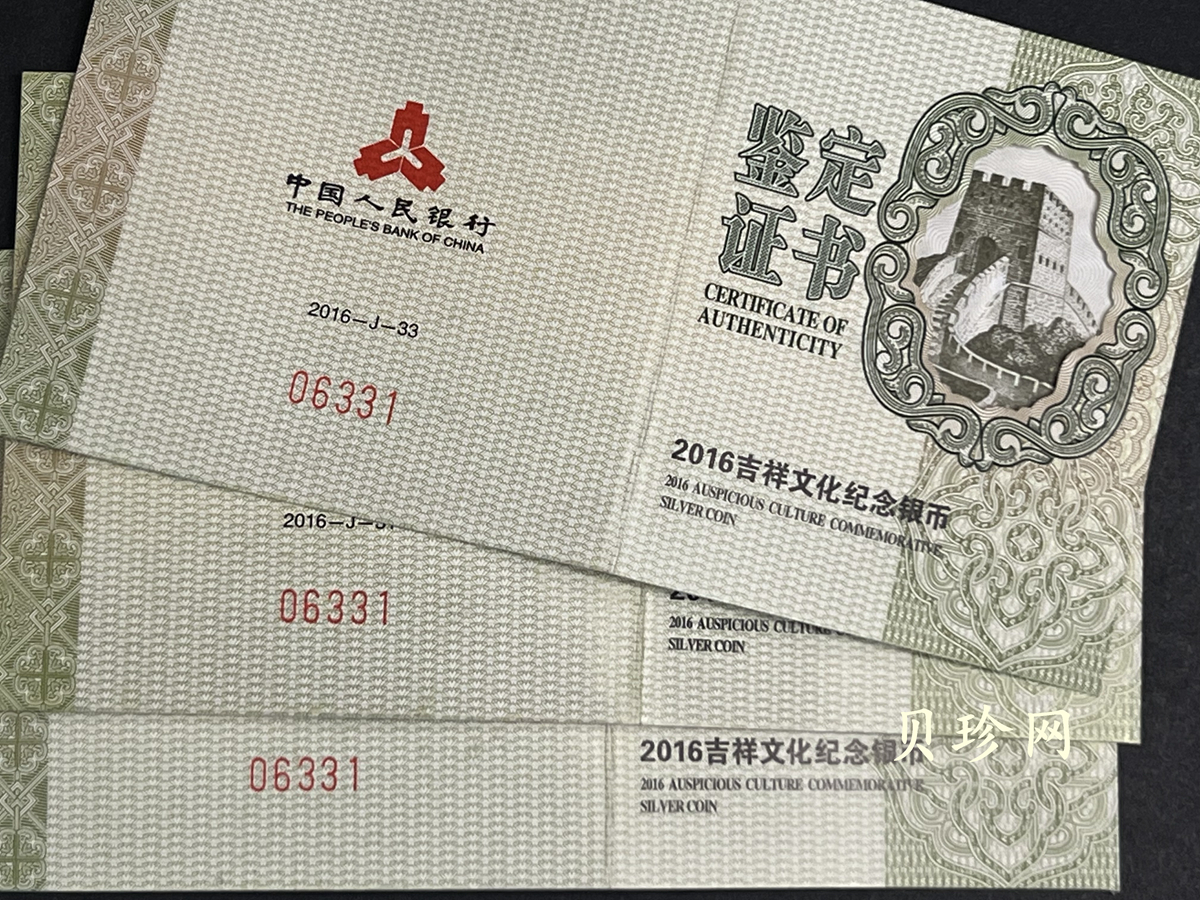 中国人民银行
THE PEOPLE'S BANK OF CHINA
2016—J—33
06331
鉴定
证书
CERTIFICATE OF
AUTHENTICITY
2016吉祥文化纪念银币
2016 AUSPICIOUS CULTURE COMMEMORATIVE
SILVER COIN
2016—J—
06331
2016 AUSPICIOUS CULTURE
SILVER COIN
06331
2016吉祥文化纪念银币
2016 AUSPICIOUS CULTURE COMMEMORATIVE
SILVER COIN
贝珍网